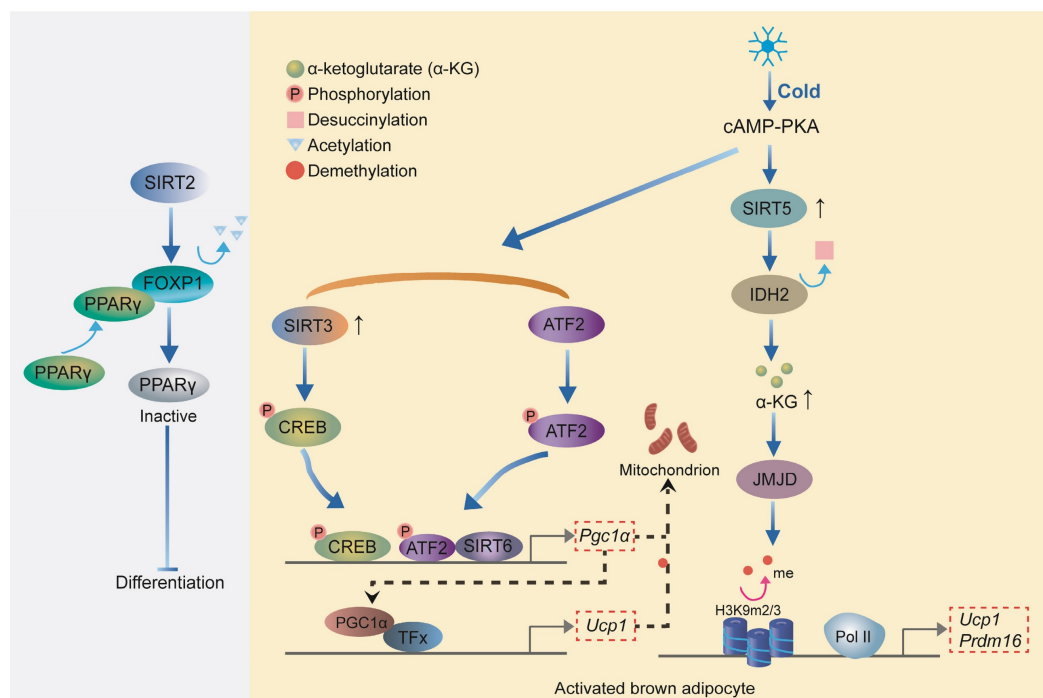 α-ketoglutarate (α-KG)
P Phosphorylation
Desuccinylation
Acetylation
Demethylation
SIRT2
FOXP1
PPARγ
PPARγ
PPARγ
Inactive
Differentiation
Cold
cAMP-PKA
SIRT3 ↑
ATF2
P
CREB
P
ATF2
P
CREB
P
ATF2
SIRT6
Pgc1α
PGC1α
TFx
Ucp1
Mitochondrion
SIRT5 ↑
IDH2
α-KG ↑
JMJD
me
H3K9m2/3
Pol II
Ucp1
Prdm16
Activated brown adipocyte